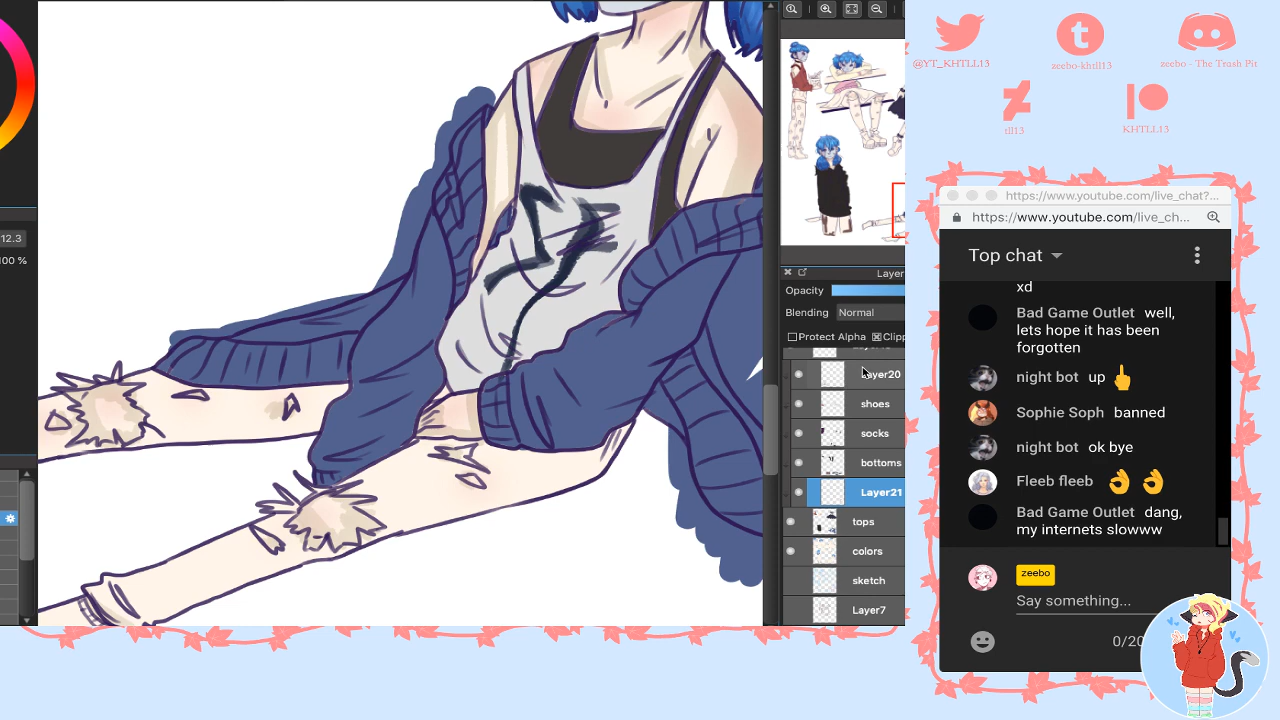 12.3
100 %
Layer
Opacity
Blending Normal
Protect Alpha Clipp
Layer20
shoes
socks
bottoms
Layer21
tops
colors
sketch
Layer7
@YT_KHTLL13
zeebo-khtll13
zeebo - The Trash Pit
tll13
KHTLL13
https://www.youtube.com/live_chat?...
https://www.youtube.com/live_ch...
Top chat
xd
Bad Game Outlet well,
lets hope it has been
forgotten
night bot up
Sophie Soph banned
night bot ok bye
Fleeb fleeb
Bad Game Outlet dang,
my internets slowww
zeebo
Say something...
0/20